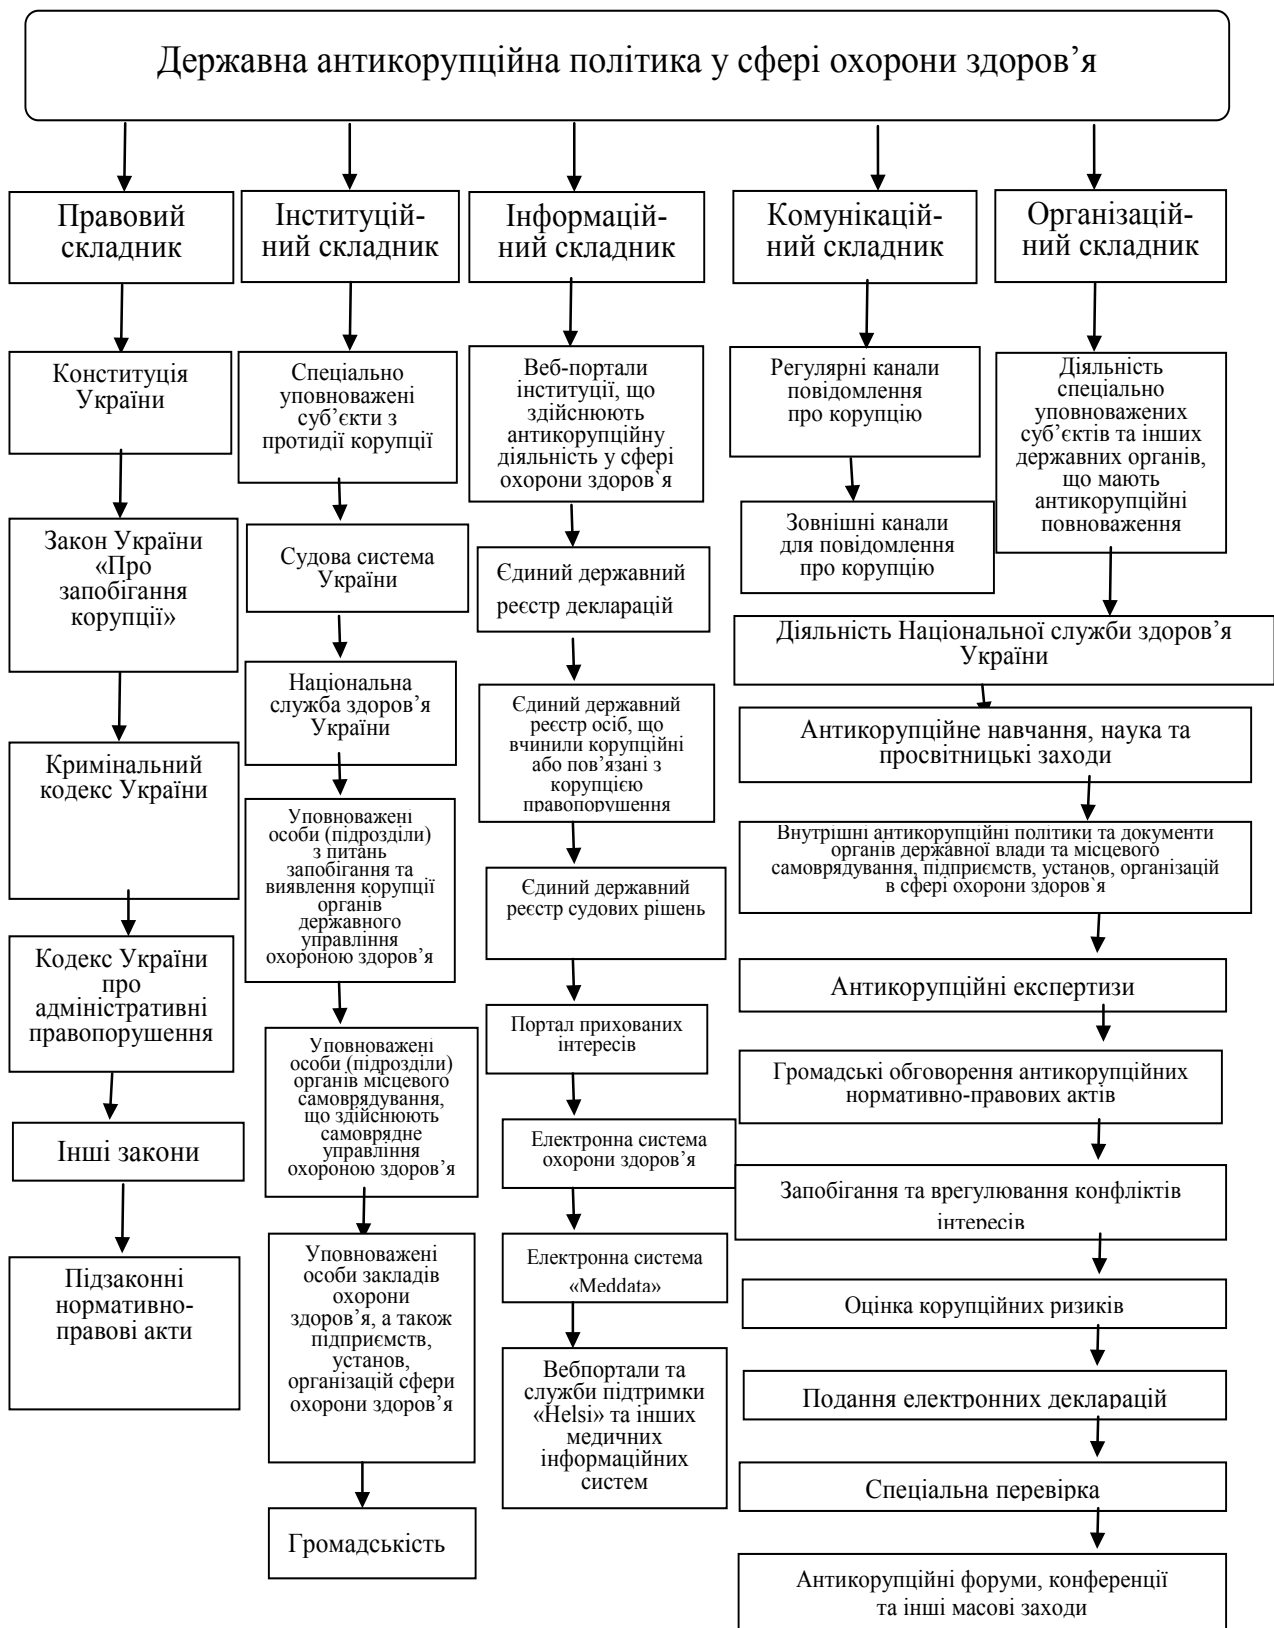 Державна антикорупційна політика у сфері охорони здоров’я
Правовий
складник
Конституція
України
Закон України
«Про
запобігання
корупції»
Кримінальний
кодекс України
Кодекс України
про
адміністративні
правопорушення
Інші закони
Підзаконні
нормативно-
правові акти
Інституцій-
ний складник
Спеціально
уповноважені
суб’єкти з
протидії корупції
Судова система
України
Національна
служба здоров’я
України
Уповноважені
особи (підрозділи)
з питань
запобігання та
виявлення корупції
органів
державного
управління
охороною здоров’я
Уповноважені
особи (підрозділи)
органів місцевого
самоврядування,
що здійснюють
самоврядне
управління
охороною здоров’я
Уповноважені
особи закладів
охорони
здоров’я, а також
підприємств,
установ,
організацій сфери
охорони здоров’я
Громадськість
Інформацій-
ний складник
Веб-портали
інституції, що
здійснюють
антикорупційну
діяльність у сфері
охорони здоров`я
Єдиний державний
реєстр декларацій
Єдиний державний
реєстр осіб, що
вчинили корупційні
або пов’язані з
корупцією
правопорушення
Єдиний державний
реєстр судових рішень
Портал прихованих
інтересів
Електронна система
охорони здоров’я
Електронна система
«Meddata»
Вебпортали та
служби підтримки
«Helsi» та інших
медичних
інформаційних
систем
Комунікацій-
ний складник
Регулярні канали
повідомлення
про корупцію
Зовнішні канали
для повідомлення
про корупцію
Організацій-
ний складник
Діяльність
спеціально
уповноважених
суб’єктів та інших
державних органів,
що мають
антикорупційні
повноваження
Діяльність Національної служби здоров’я
України
Антикорупційне навчання, наука та
просвітницькі заходи
Внутрішні антикорупційні політики та документи
органів державної влади та місцевого
самоврядування, підприємств, установ, організацій
в сфері охорони здоров`я
Антикорупційні експертизи
Громадські обговорення антикорупційних
нормативно-правових актів
Запобігання та врегулювання конфліктів
інтересів
Оцінка корупційних ризиків
Подання електронних декларацій
Спеціальна перевірка
Антикорупційні форуми, конференції
та інші масові заходи